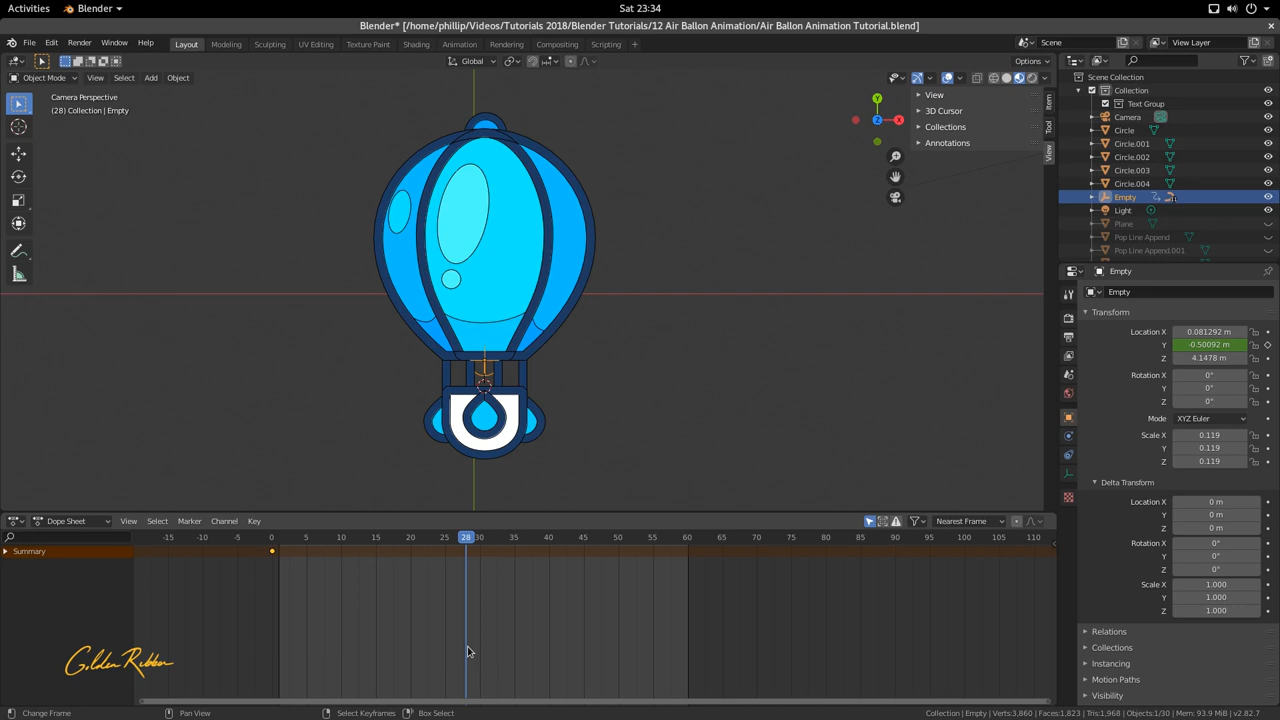 Activities Blender Sat 23:34
Blender* [/home/phillip/Videos/Tutorials 2018/Blender Tutorials/12 Air Ballon Animation/Air Ballon Animation Tutorial.blend]
File Edit Render Window Help Layout Modeling Sculpting UV Editing Texture Paint Shading Animation Rendering Compositing Scripting + Scene View Layer
Global Options
Object Mode View Select Add Object
Scene Collection
Collection
Text Group
Camera
Circle
Circle.001
Circle.002
Circle.003
Circle.004
Empty
Light
Plane
Pop Line Append
Pop Line Append.001
Camera Perspective
(28) Collection | Empty
Y
X
Z
View
3D Cursor
Collections
Annotations
Item
Tool
View
Empty
Empty
Transform
Location X 0.081292 m
Y -0.50092 m
Z 4.1478 m
Rotation X 0°
Y 0°
Z 0°
Mode XYZ Euler
Scale X 0.119
Y 0.119
Z 0.119
Delta Transform
Location X 0 m
Y 0 m
Z 0 m
Rotation X 0°
Y 0°
Z 0°
Scale X 1.000
Y 1.000
Z 1.000
Relations
Collections
Instancing
Motion Paths
Visibility
Dope Sheet View Select Marker Channel Key Nearest Frame
-15 -10 -5 0 5 10 15 20 25 28 30 35 40 45 50 55 60 65 70 75 80 85 90 95 100 105 110
Summary
Golden Ribbon
Change Frame Pan View Select Keyframes Box Select Collection | Empty | Verts:3,860 | Faces:1,823 | Tris:1,968 | Objects:1/30 | Mem: 93.9 MiB | v2.82.7